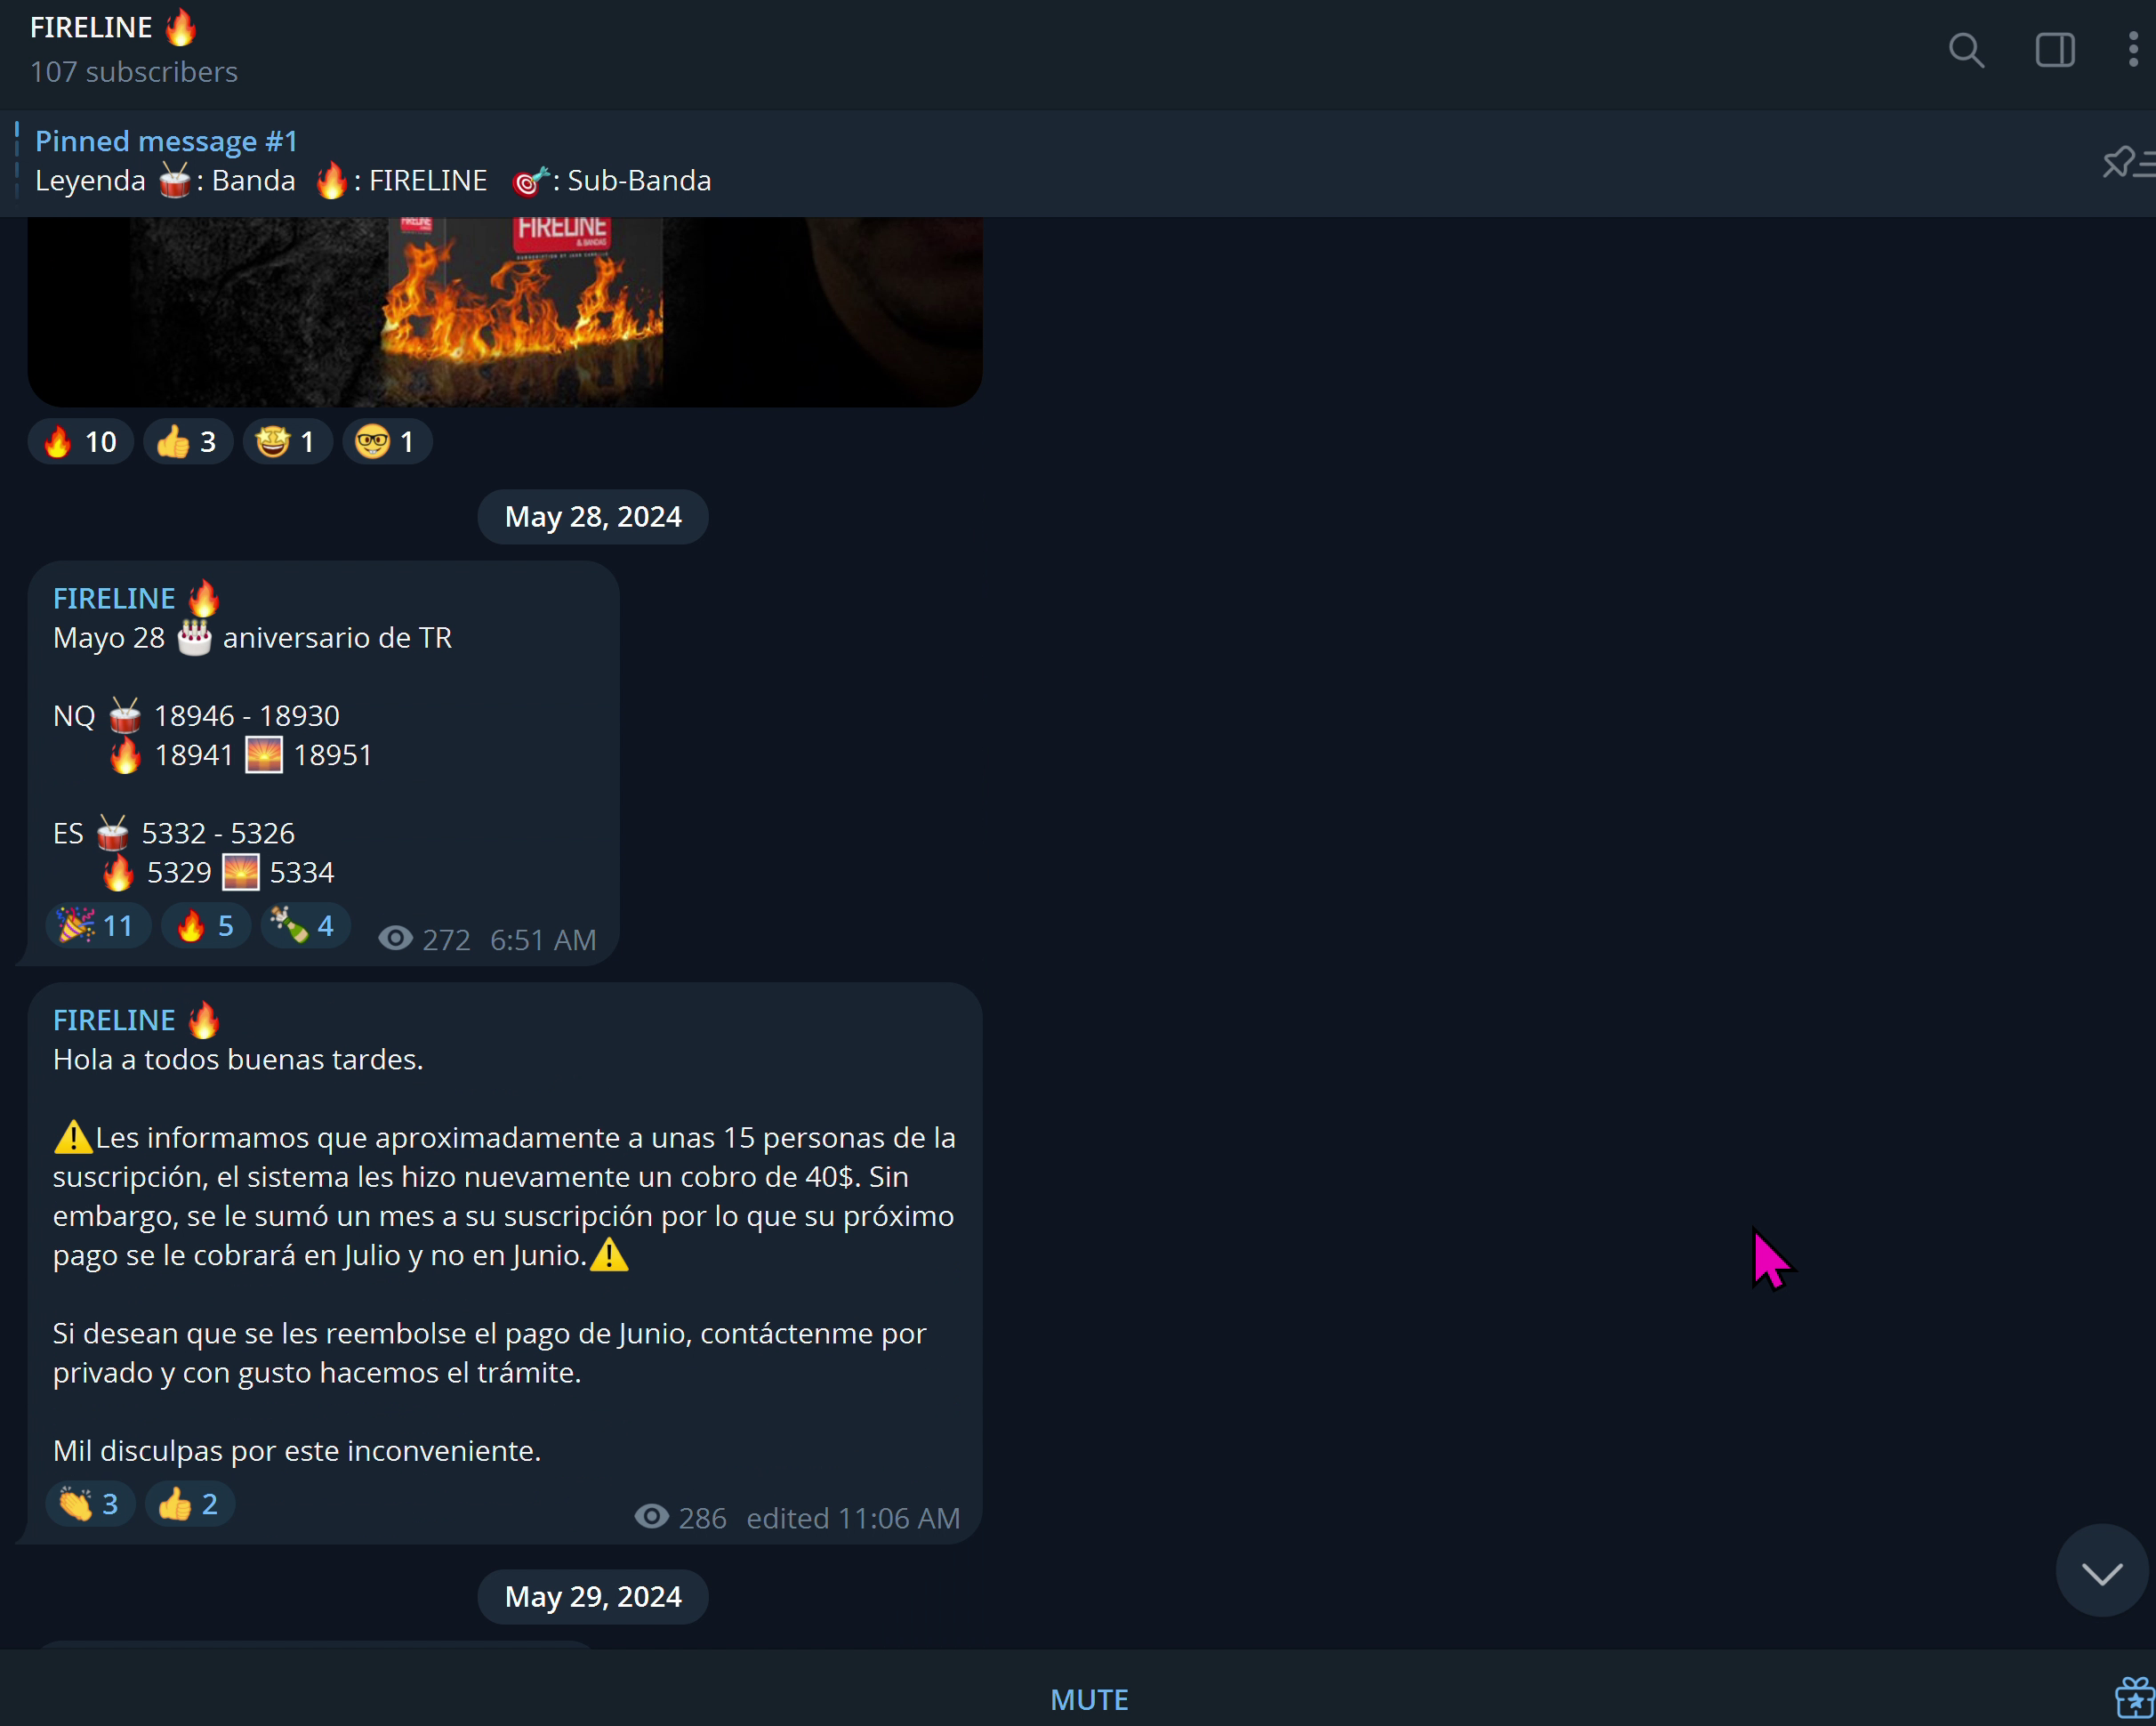 FIRELINE 🔥
107 subscribers
Pinned message #1
Leyenda 🥁: Banda 🔥: FIRELINE 🎯: Sub-Banda
FIRELINE
FIRELINE
& BANDAS
🔥 10 👍 3 🤩 1 🤓 1
May 28, 2024
FIRELINE 🔥
Mayo 28 🎂 aniversario de TR
NQ 🥁 18946 - 18930
🔥 18941 🌅 18951
ES 🥁 5332 - 5326
🔥 5329 🌅 5334
🎉 11 🔥 5 🍾 4 272 6:51 AM
FIRELINE 🔥
Hola a todos buenas tardes.
⚠️Les informamos que aproximadamente a unas 15 personas de la
suscripción, el sistema les hizo nuevamente un cobro de 40$. Sin
embargo, se le sumó un mes a su suscripción por lo que su próximo
pago se le cobrará en Julio y no en Junio.⚠️
Si desean que se les reembolse el pago de Junio, contáctenme por
privado y con gusto hacemos el trámite.
Mil disculpas por este inconveniente.
👏 3 👍 2 286 edited 11:06 AM
May 29, 2024
MUTE